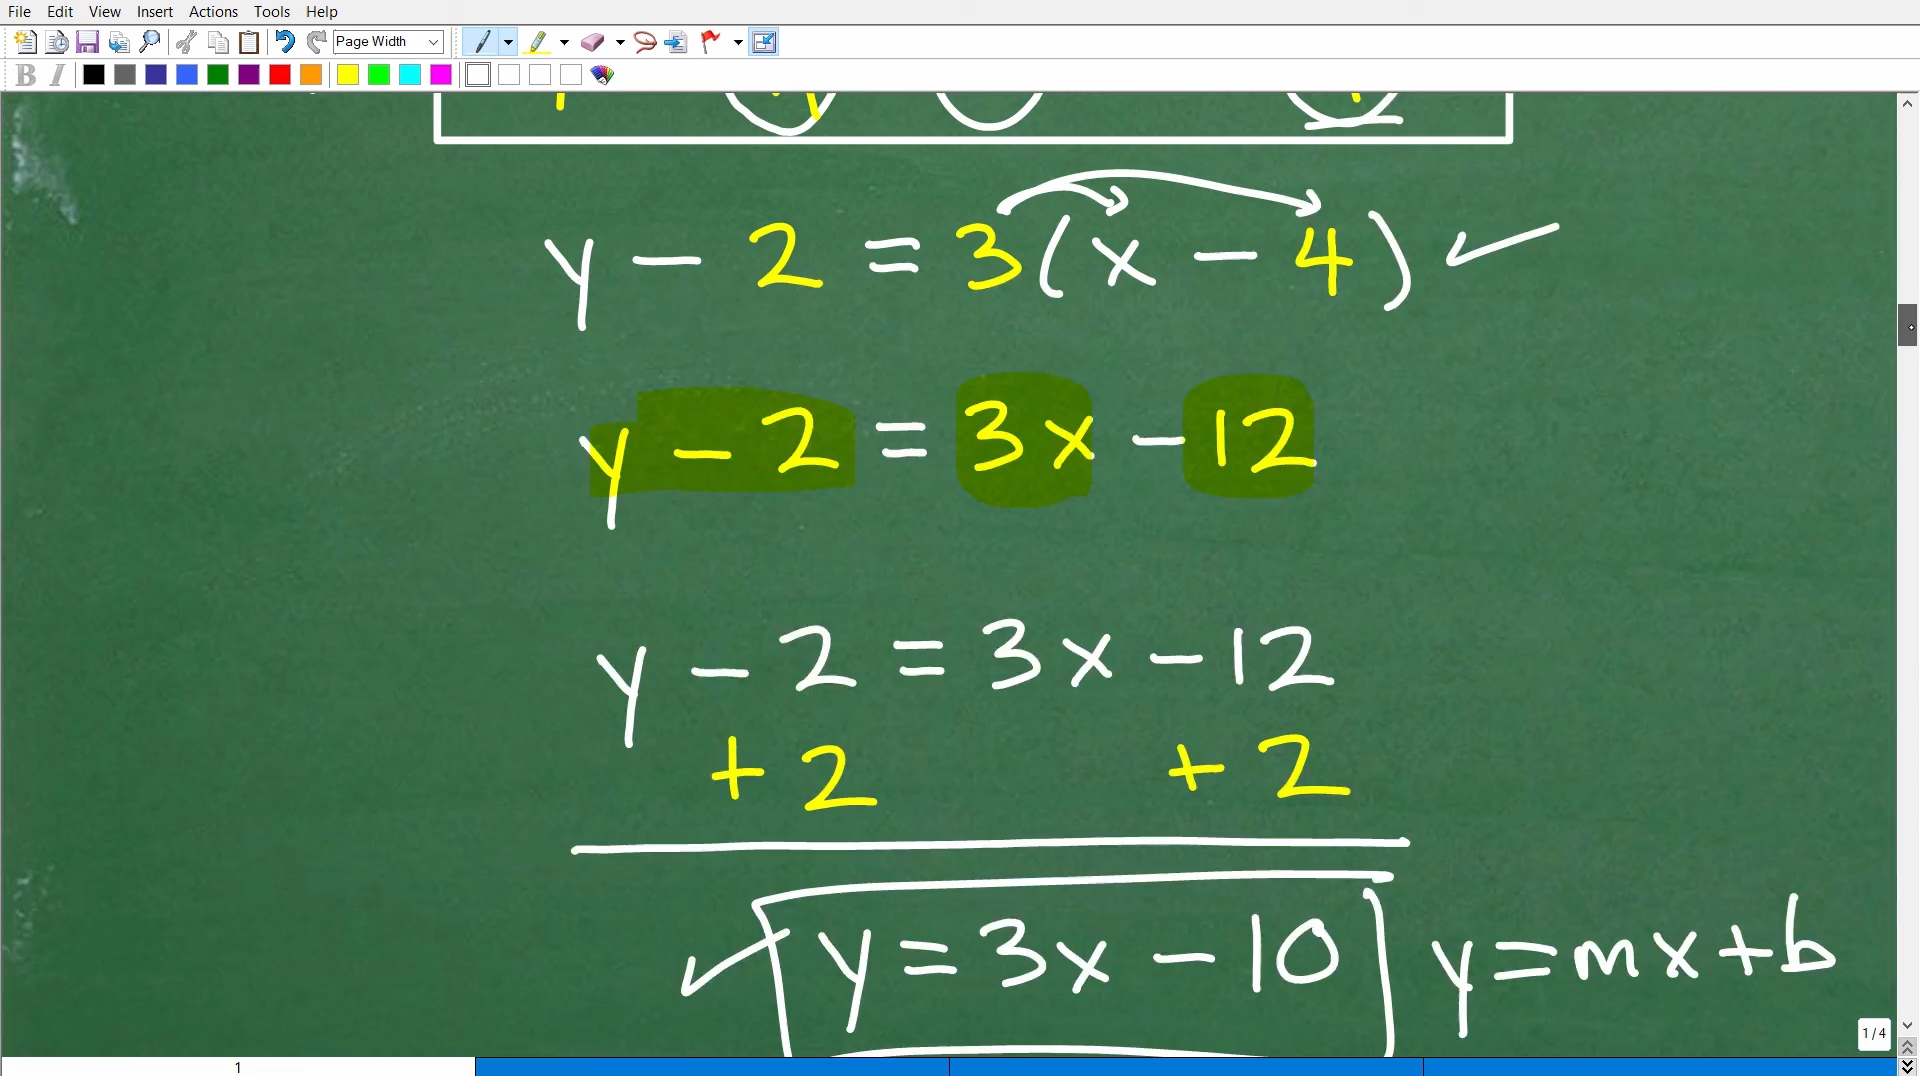 File Edit View Insert Actions Tools Help
Page Width
B I
y - 2 = 3(x - 4)
y - 2 = 3x - 12
y - 2 = 3x - 12
+ 2 + 2
y = 3x - 10 y = mx + b
1 / 4
1